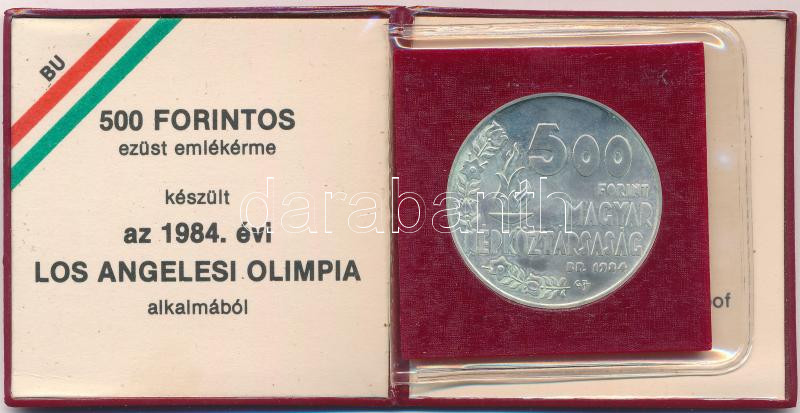 BU
500 FORINTOS
ezüst emlékérme
készült
az 1984. évi
LOS ANGELESI OLIMPIA
alkalmából
500
FORINT
MAGYAR
NÉPKÖZTÁRSASÁG
BP. 1984
of
darabanth